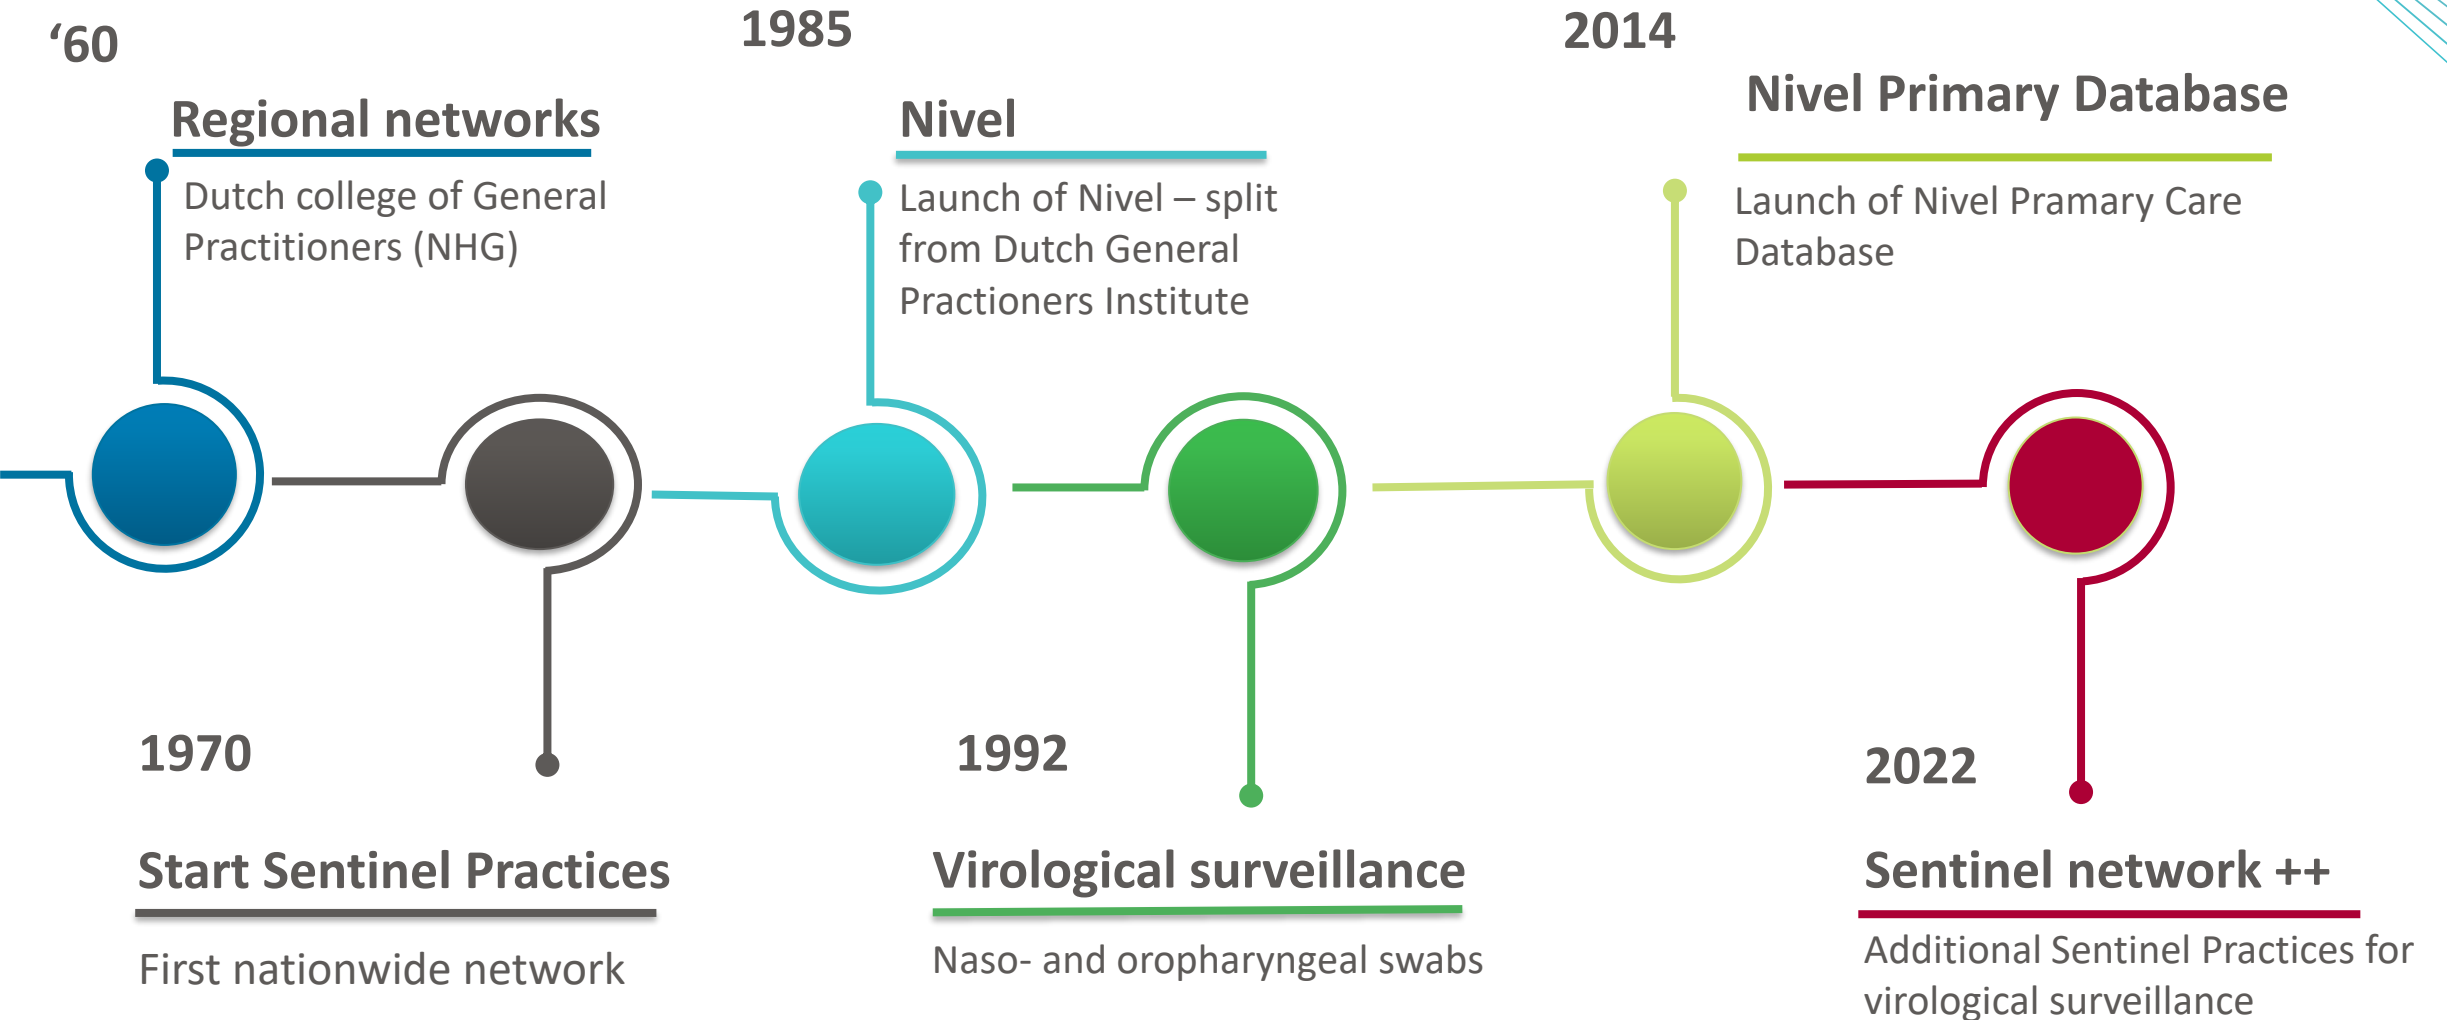 ‘60
Regional networks
Dutch college of General
Practitioners (NHG)
1970
Start Sentinel Practices
First nationwide network
1985
Nivel
Launch of Nivel – split
from Dutch General
Practioners Institute
1992
Virological surveillance
Naso- and oropharyngeal swabs
2014
Nivel Primary Database
Launch of Nivel Pramary Care
Database
2022
Sentinel network ++
Additional Sentinel Practices for
virological surveillance